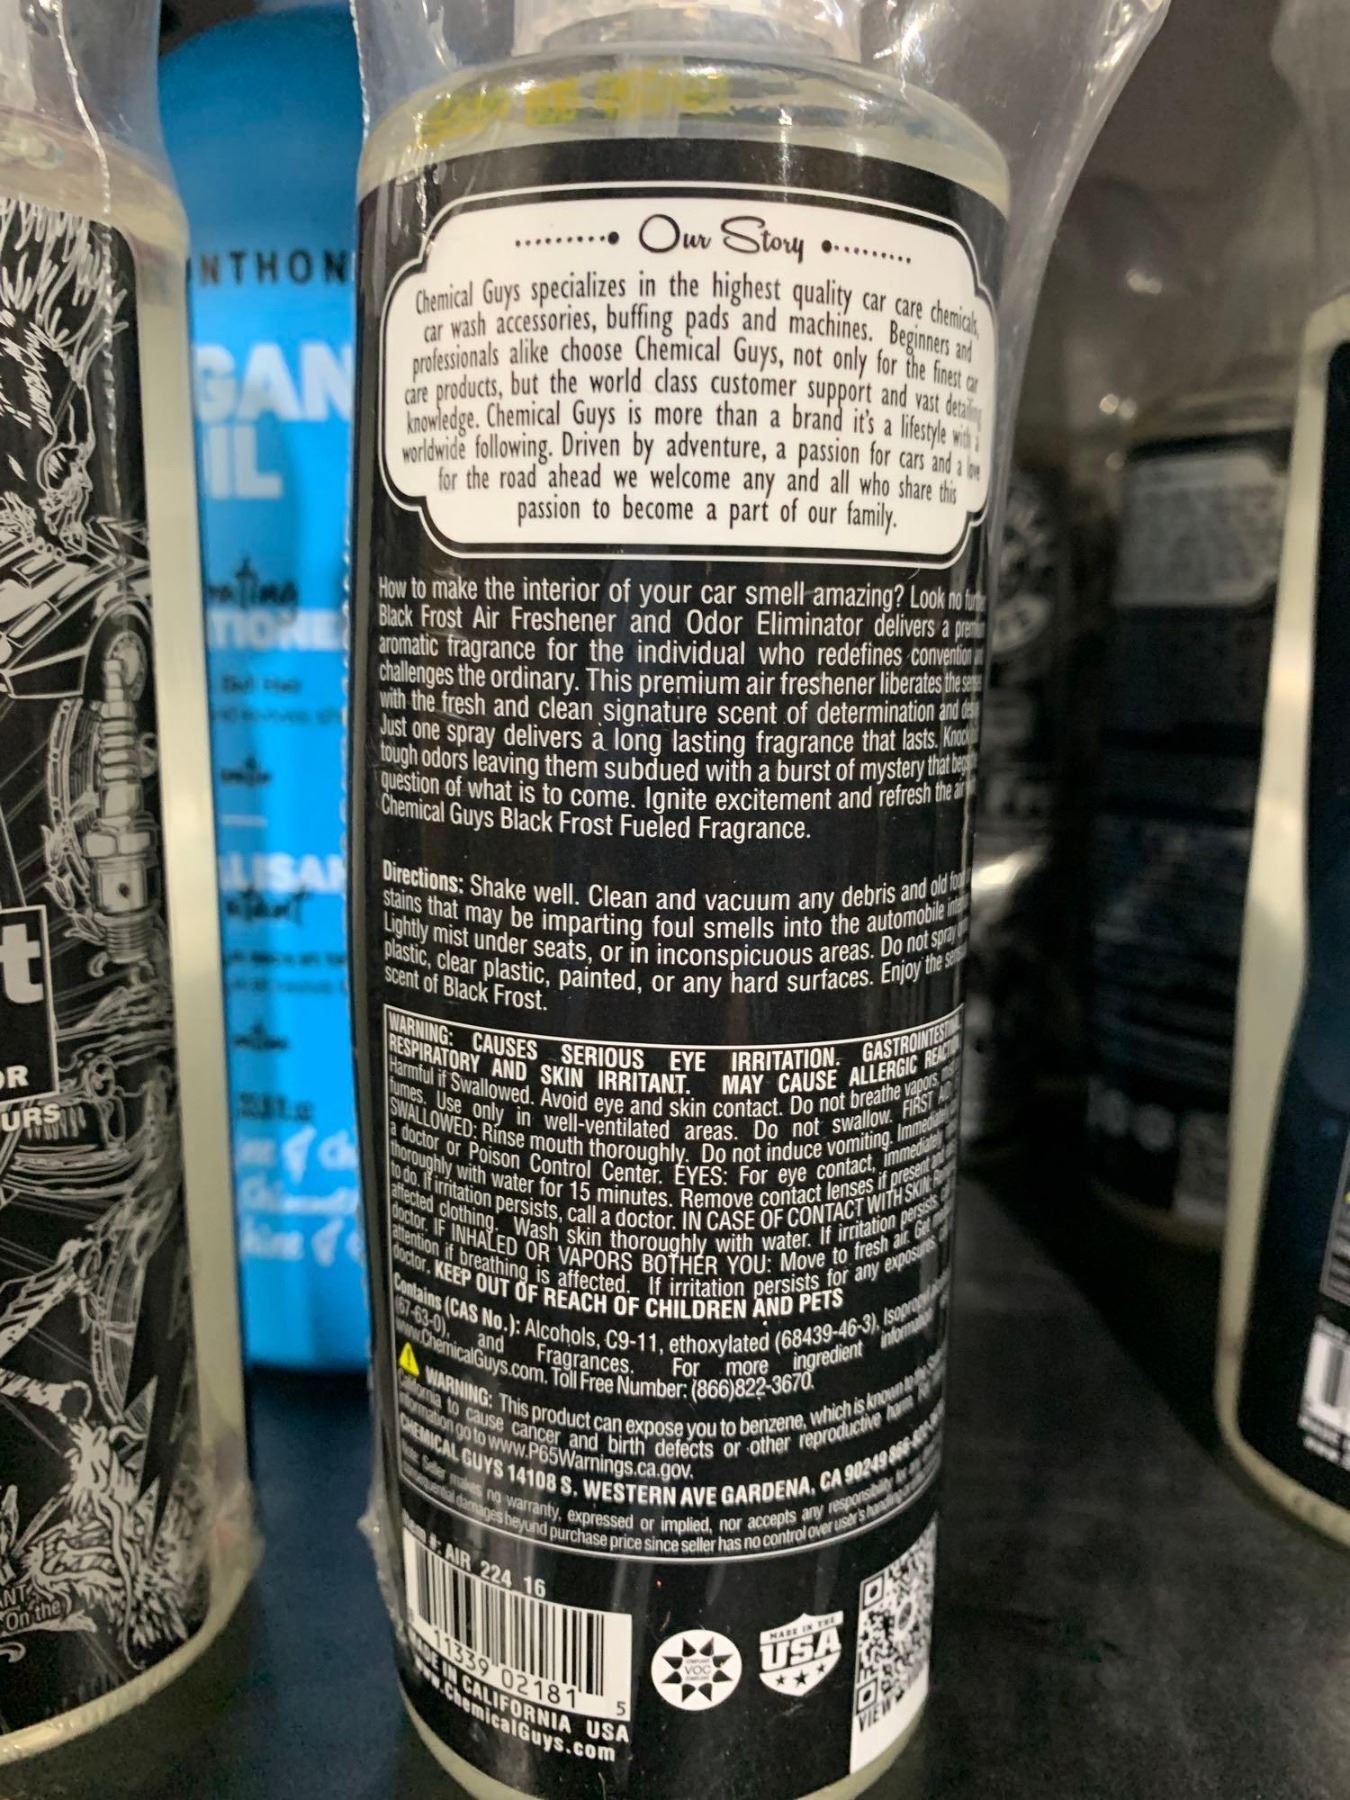 Our Story
Chemical Guys specializes in the highest quality car care chemicals,
car wash accessories, buffing pads and machines. Beginners and
professionals alike choose Chemical Guys, not only for the finest car
care products, but the world class customer support and vast detailing
knowledge. Chemical Guys is more than a brand it's a lifestyle with a
worldwide following. Driven by adventure, a passion for cars and a love
for the road ahead we welcome any and all who share this
passion to become a part of our family.
How to make the interior of your car smell amazing? Look no
Black Frost Air Freshener and Odor Eliminator delivers a
aromatic fragrance for the individual who redefines convention
challenges the ordinary. This premium air freshener liberates the
with the fresh and clean signature scent of determination and
Just one spray delivers a long lasting fragrance that lasts.
tough odors leaving them subdued with a burst of mystery that
question of what is to come. Ignite excitement and refresh the air
Chemical Guys Black Frost Fueled Fragrance.
Directions: Shake well. Clean and vacuum any debris and old
stains that may be imparting foul smells into the automobile
Lightly mist under seats, or in inconspicuous areas. Do not spray
plastic, clear plastic, painted, or any hard surfaces. Enjoy the
scent of Black Frost.
WARNING: CAUSES SERIOUS EYE IRRITATION.
RESPIRATORY AND SKIN IRRITANT. MAY CAUSE ALLERGIC
Harmful if Swallowed. Avoid eye and skin contact. Do not breathe vapors,
fumes. Use only in well-ventilated areas. Do not swallow. FIRST
SWALLOWED: Rinse mouth thoroughly. Do not induce vomiting.
a doctor or Poison Control Center. EYES: For eye contact, immediately
thoroughly with water for 15 minutes. Remove contact lenses if present and
to do. If irritation persists, call a doctor. IN CASE OF CONTACT WITH SKIN:
affected clothing. Wash skin thoroughly with water. If irritation persists,
doctor. IF INHALED OR VAPORS BOTHER YOU: Move to fresh air. Get
attention if breathing is affected. If irritation persists for any exposures,
doctor. KEEP OUT OF REACH OF CHILDREN AND PETS
Contains (CAS No.): Alcohols, C9-11, ethoxylated (68439-46-3),
(67-63-0), and Fragrances. For more ingredient information
www.ChemicalGuys.com. Toll Free Number: (866)822-3670.
WARNING: This product can expose you to benzene, which is known to the
California to cause cancer and birth defects or other reproductive harm. For
information go to www.P65Warnings.ca.gov.
CHEMICAL GUYS 14108 S. WESTERN AVE GARDENA, CA 90249
Seller makes no warranty, expressed or implied, nor accepts any responsibility for
damages beyond purchase price since seller has no control over user's handling
Item #: AIR 224 16
11339 02181 5
MADE IN CALIFORNIA USA
www.ChemicalGuys.com
VOC
MADE IN THE
USA
VIEW
NTHON
GAN
IL
t
OR
URS
On the